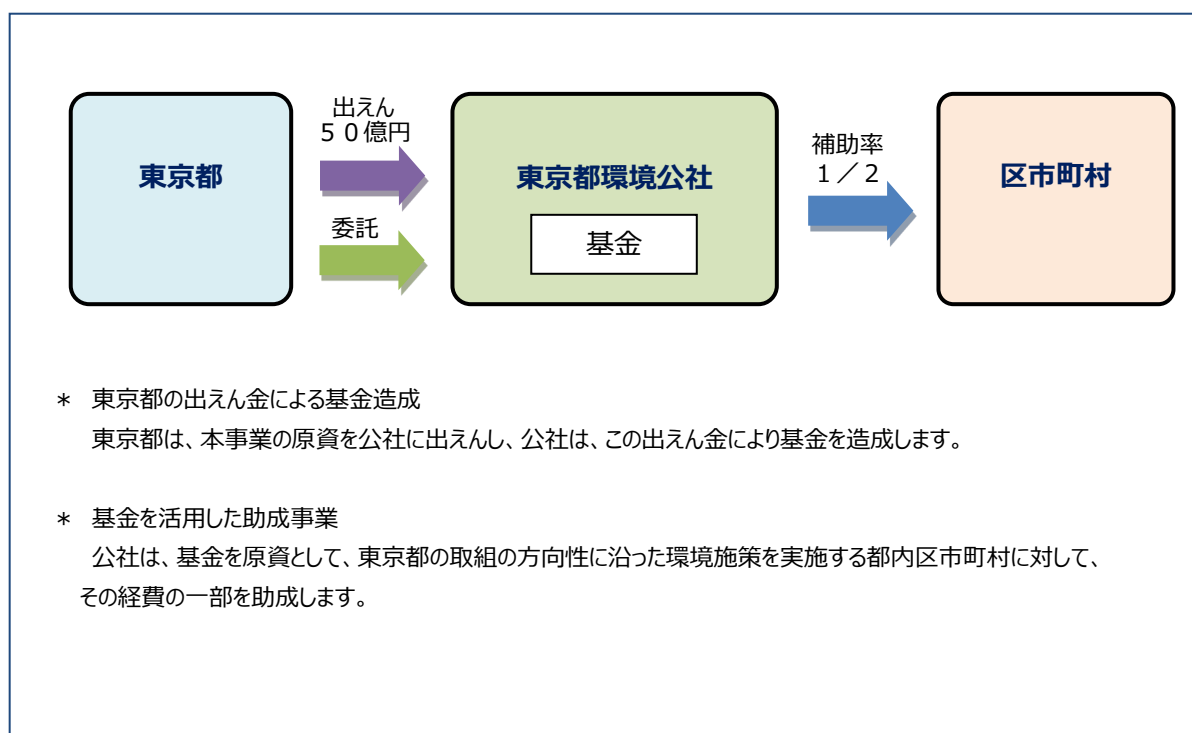 東京都
出えん
５０億円
委託
東京都環境公社
基金
補助率
１／２
区市町村
＊　東京都の出えん金による基金造成
東京都は、本事業の原資を公社に出えんし、公社は、この出えん金により基金を造成します。
＊　基金を活用した助成事業
公社は、基金を原資として、東京都の取組の方向性に沿った環境施策を実施する都内区市町村に対して、
その経費の一部を助成します。